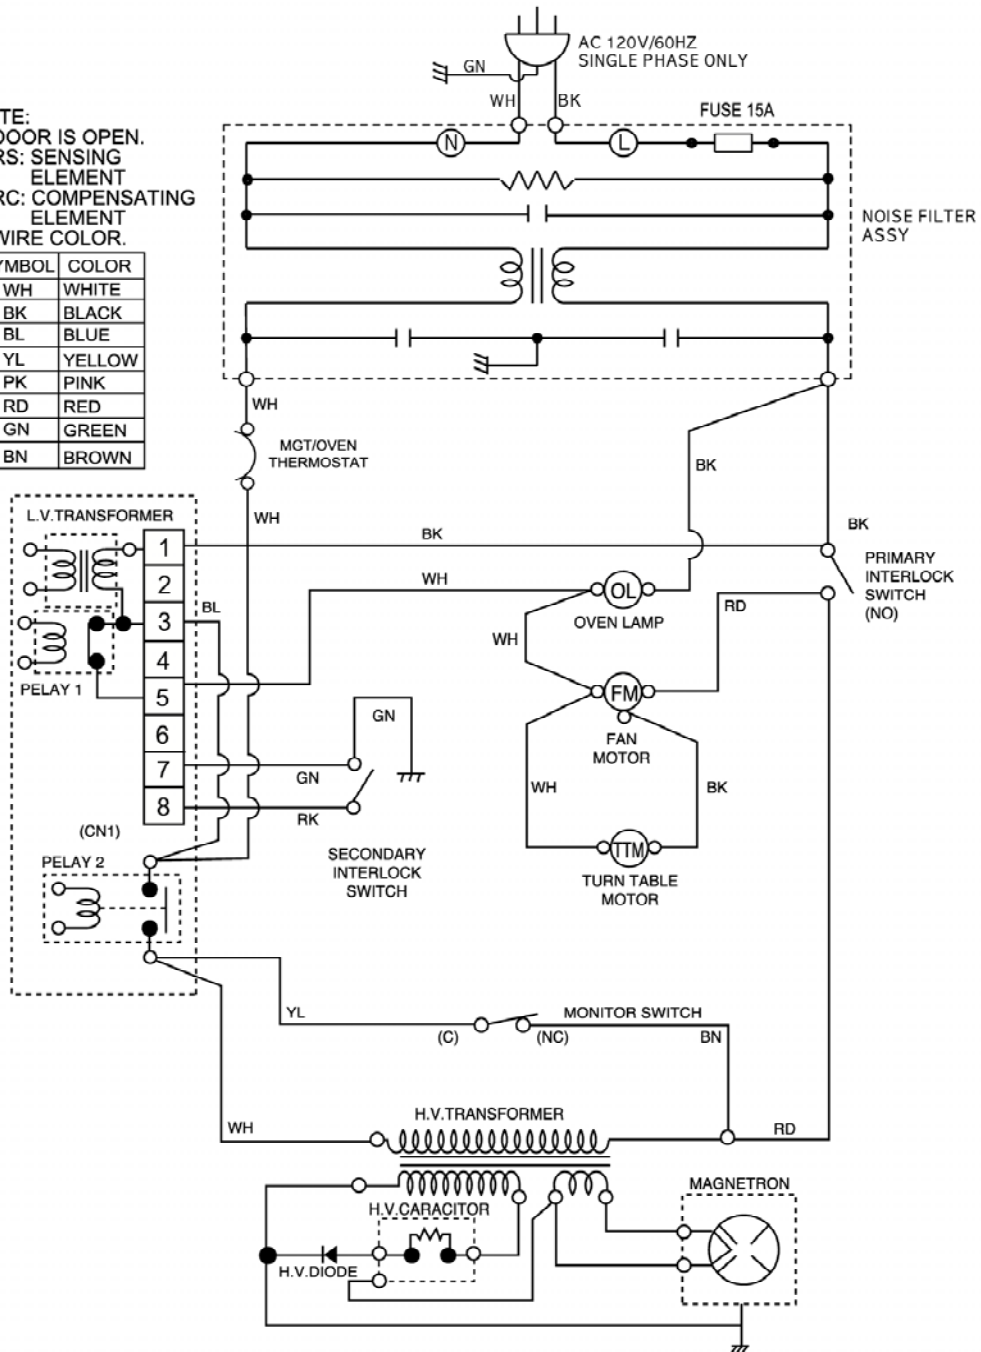 AC 120V/60HZ
SINGLE PHASE ONLY
GN
WH
BK
FUSE 15A
TE:
DOOR IS OPEN.
RS: SENSING
ELEMENT
RC: COMPENSATING
ELEMENT
WIRE COLOR.
YMBOL COLOR
WH WHITE
BK BLACK
BL BLUE
YL YELLOW
PK PINK
RD RED
GN GREEN
BN BROWN
N
L
NOISE FILTER
ASSY
WH
MGT/OVEN
THERMOSTAT
WH
BK
BK
PRIMARY
INTERLOCK
SWITCH
(NO)
L.V.TRANSFORMER
1
2
3
4
5
6
7
8
BK
WH
BL
OL
OVEN LAMP
RD
WH
PELAY 1
FM
FAN
MOTOR
GN
GN
RK
WH
BK
(CN1)
PELAY 2
SECONDARY
INTERLOCK
SWITCH
TTM
TURN TABLE
MOTOR
YL
MONITOR SWITCH
(C)
(NC)
BN
WH
H.V.TRANSFORMER
RD
MAGNETRON
H.V.CARACITOR
H.V.DIODE